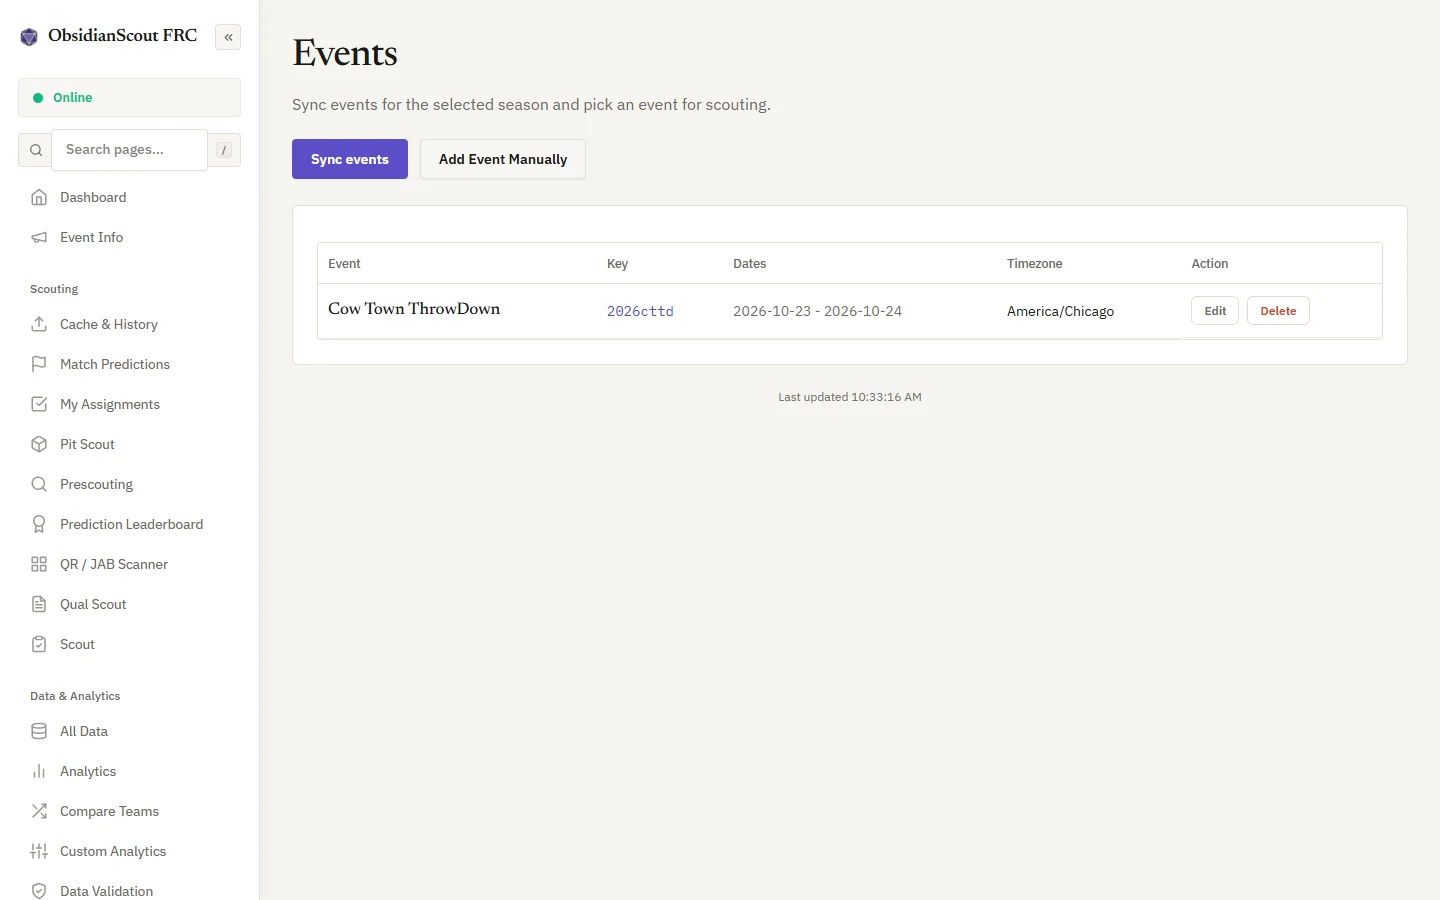 ObsidianScout FRC
«
Online
Search pages...
/
Dashboard
Event Info
Scouting
Cache & History
Match Predictions
My Assignments
Pit Scout
Prescouting
Prediction Leaderboard
QR / JAB Scanner
Qual Scout
Scout
Data & Analytics
All Data
Analytics
Compare Teams
Custom Analytics
Data Validation
Events
Sync events for the selected season and pick an event for scouting.
Sync events
Add Event Manually
Event Key Dates Timezone Action
Cow Town ThrowDown 2026cttd 2026-10-23 - 2026-10-24 America/Chicago Edit Delete
Last updated 10:33:16 AM